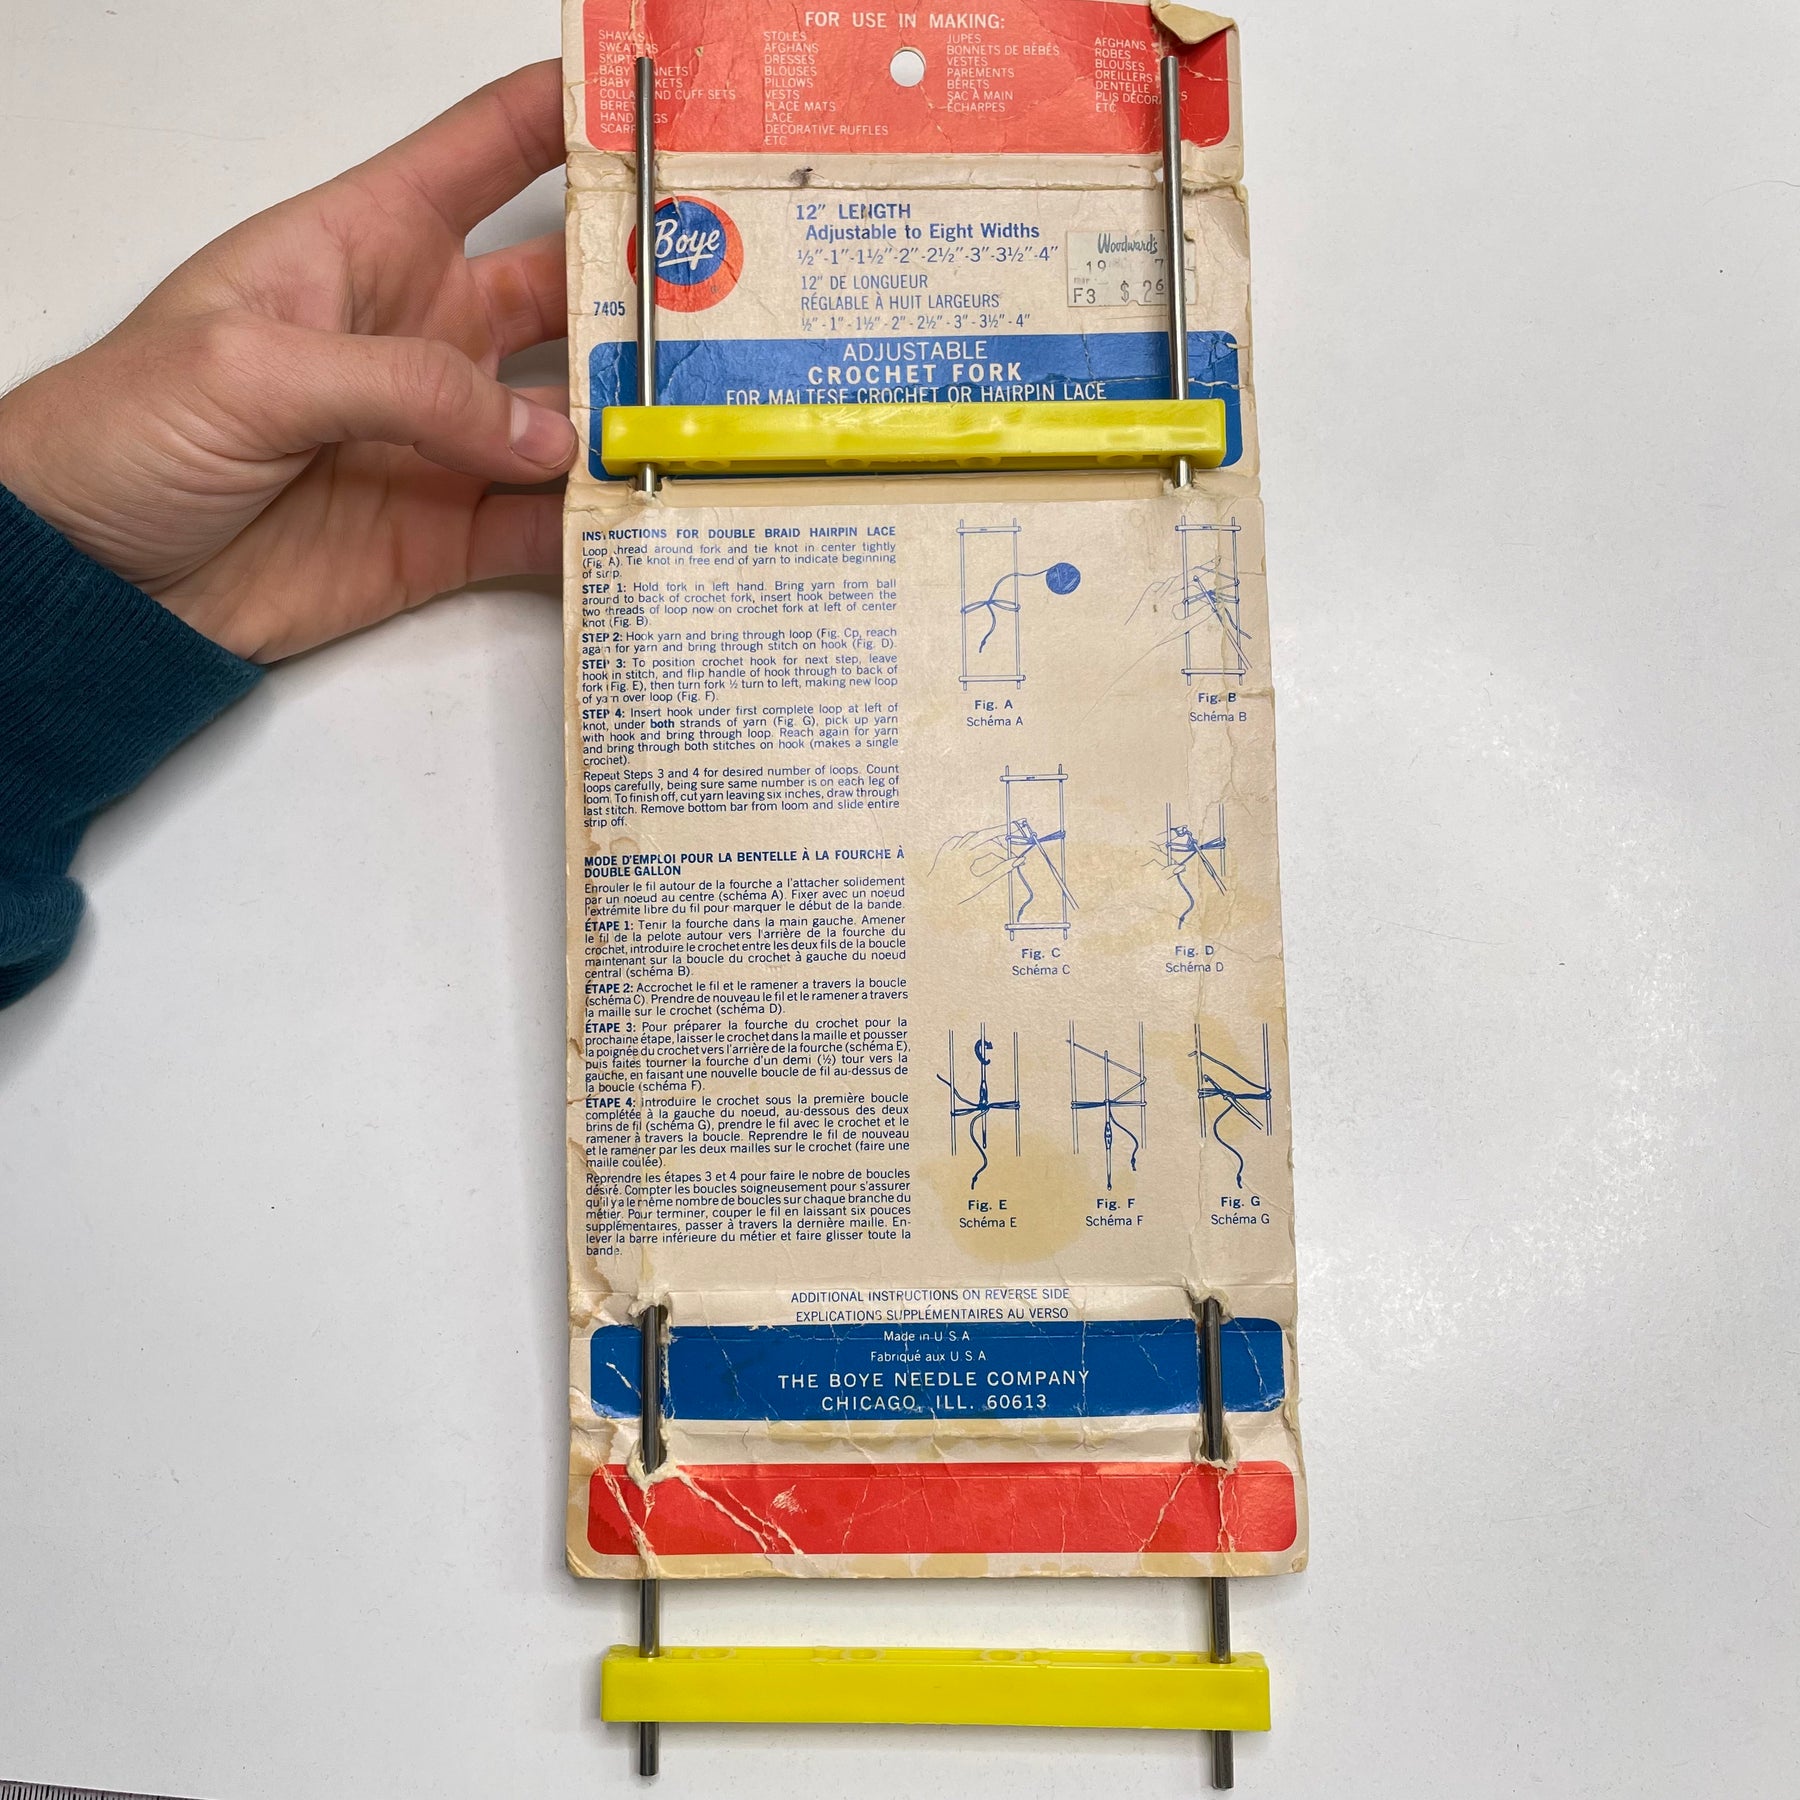 FOR USE IN MAKING:
SHAWLS
SWEATERS
SKIRTS
BABY
BABY
COLLA AND CUFF SETS
BERETS
HAND GS
SCARF
STOLES
AFGHANS
DRESSES
BLOUSES
PILLOWS
VESTS
PLACE MATS
LACE
DECORATIVE RUFFLES
ETC
JUPES
BONNETS DE BÉBÉS
VESTES
PAREMENTS
BÉRETS
SAC À MAIN
ÉCHARPES
AFGHANS
ROBES
BLOUSES
OREILLERS
DENTELLE
PLIS DÉCOR
ETC
Boye
7405
12" LENGTH
Adjustable to Eight Widths
½"-1"-1½"-2"-2½"-3"-3½"-4"
12" DE LONGUEUR
RÉGLABLE À HUIT LARGEURS
½"-1"-1½"-2"-2½"-3"-3½"-4"
Woodward's
19 7
F3 $ 26
ADJUSTABLE
CROCHET FORK
FOR MALTESE CROCHET OR HAIRPIN LACE
INSTRUCTIONS FOR DOUBLE BRAID HAIRPIN LACE
Loop thread around fork and tie knot in center tightly
(Fig. A). Tie knot in free end of yarn to indicate beginning
of strip.
STEP 1: Hold fork in left hand. Bring yarn from ball
around to back of crochet fork, insert hook between the
two threads of loop now on crochet fork at left of center
knot (Fig. B).
STEP 2: Hook yarn and bring through loop (Fig. Cp, reach
again for yarn and bring through stitch on hook (Fig. D).
STEP 3: To position crochet hook for next step, leave
hook in stitch, and flip handle of hook through to back of
fork (Fig. E), then turn fork ½ turn to left, making new loop
of yarn over loop (Fig. F).
STEP 4: Insert hook under first complete loop at left of
knot, under both strands of yarn (Fig. G), pick up yarn
with hook and bring through loop. Reach again for yarn
and bring through both stitches on hook (makes a single
crochet).
Repeat Steps 3 and 4 for desired number of loops. Count
loops carefully, being sure same number is on each leg of
loom. To finish off, cut yarn leaving six inches, draw through
last stitch. Remove bottom bar from loom and slide entire
strip off.
MODE D'EMPLOI POUR LA BENTELLE À LA FOURCHE À
DOUBLE GALLON
Enrouler le fil autour de la fourche a l'attacher solidement
par un noeud au centre (schéma A). Fixer avec un noeud
l'extrémite libre du fil pour marquer le début de la bande.
ÉTAPE 1: Tenir la fourche dans la main gauche. Amener
le fil de la pelote autour vers l'arrière de la fourche du
crochet, introduire le crochet entre les deux fils de la boucle
maintenant sur la boucle du crochet à gauche du noeud
central (schéma B).
ÉTAPE 2: Accrochet le fil et le ramener a travers la boucle
(schéma C). Prendre de nouveau le fil et le ramener a travers
la maille sur le crochet (schéma D).
ÉTAPE 3: Pour préparer la fourche du crochet pour la
prochaine étape, laisser le crochet dans la maille et pousser
la poignée du crochet vers l'arrière de la fourche (schéma E),
puis faites tourner la fourche d'un demi (½) tour vers la
gauche, en faisant une nouvelle boucle de fil au-dessus de
la boucle (schéma F).
ÉTAPE 4: Introduire le crochet sous la première boucle
complétée à la gauche du noeud, au-dessous des deux
brins de fil (schéma G), prendre le fil avec le crochet et le
ramener à travers la boucle. Reprendre le fil de nouveau
et le ramener par les deux mailles sur le crochet (faire une
maille coulée).
Reprendre les étapes 3 et 4 pour faire le nobre de boucles
désiré. Compter les boucles soigneusement pour s'assurer
qu'il y a le même nombre de boucles sur chaque branche du
métier. Pour terminer, couper le fil en laissant six pouces
supplémentaires, passer à travers la dernière maille. En-
lever la barre inférieure du métier et faire glisser toute la
bande.
Fig. A
Schéma A
Fig. B
Schéma B
Fig. C
Schéma C
Fig. D
Schéma D
Fig. E
Schéma E
Fig. F
Schéma F
Fig. G
Schéma G
ADDITIONAL INSTRUCTIONS ON REVERSE SIDE
EXPLICATIONS SUPPLÉMENTAIRES AU VERSO
Made in U S A
Fabriqué aux U S A
THE BOYE NEEDLE COMPANY
CHICAGO, ILL. 60613